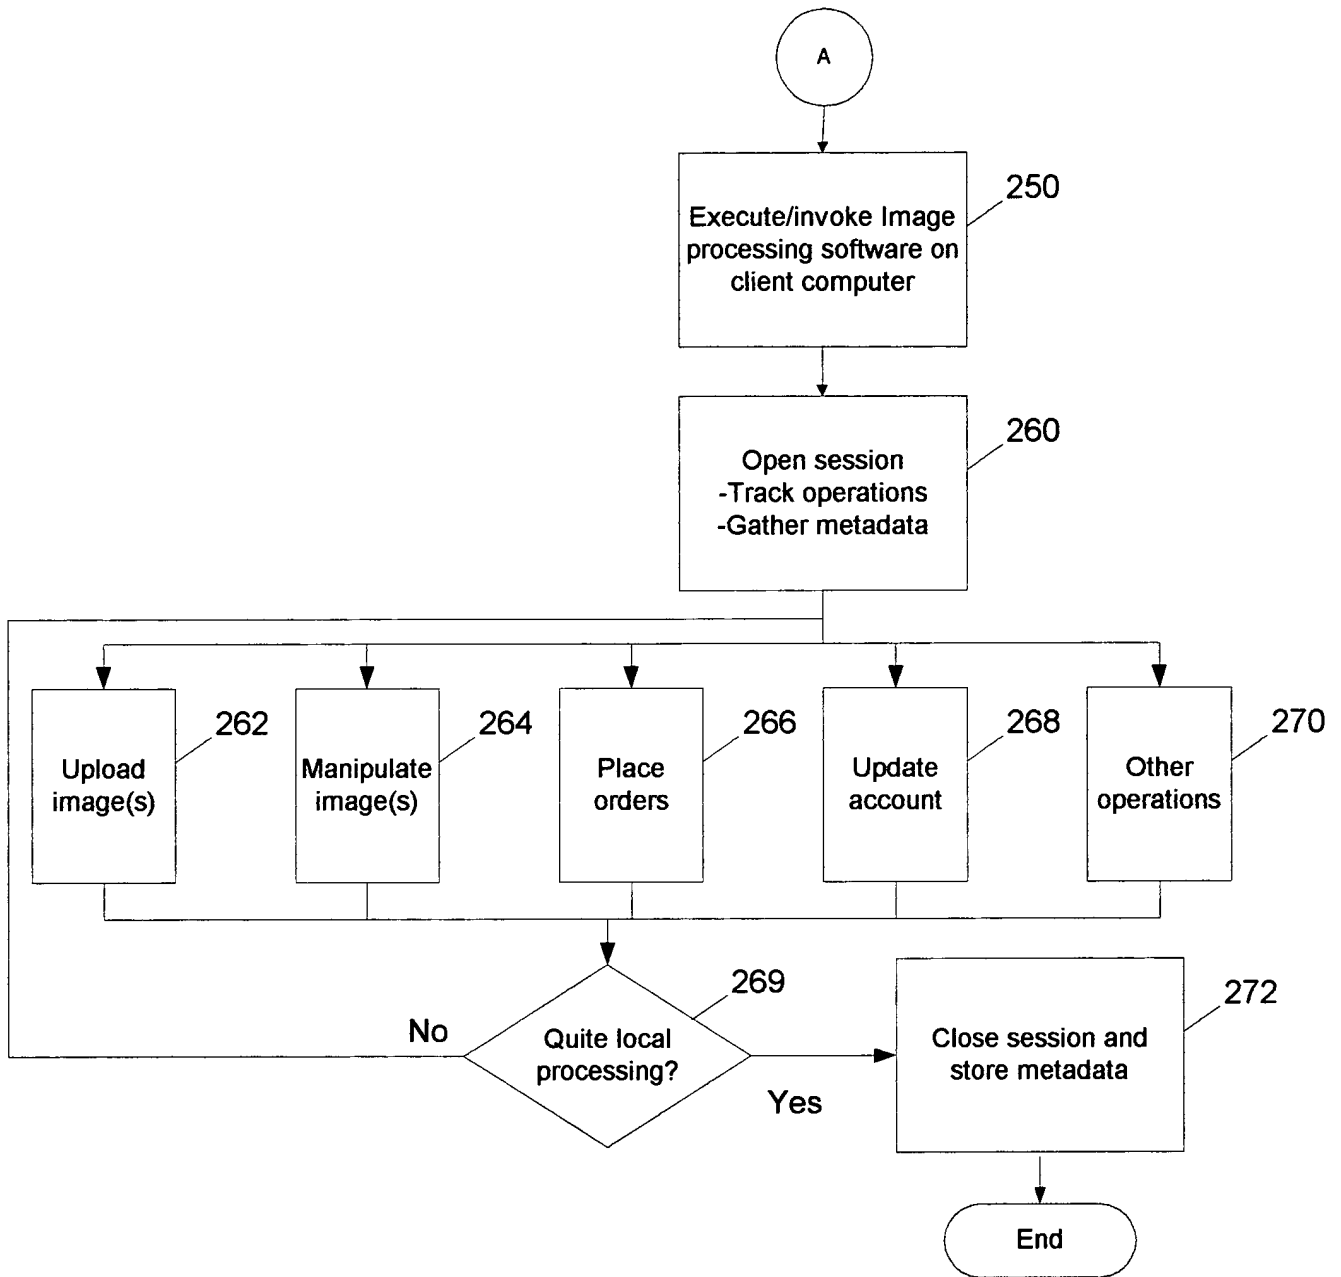 A
250
Execute/invoke Image
processing software on
client computer
260
Open session
-Track operations
-Gather metadata
262
264
266
268
270
Upload
image(s)
Manipulate
image(s)
Place
orders
Update
account
Other
operations
269
272
No
Quite local
processing?
Yes
Close session and
store metadata
End